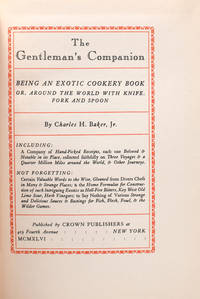 The
Gentleman's Companion
BEING AN EXOTIC COOKERY BOOK
OR, AROUND THE WORLD WITH KNIFE,
FORK AND SPOON
By Charles H. Baker, Jr.
INCLUDING:
A Company of Hand-Picked Receipts, each one Beloved &
Notable in its Place, collected faithfully on Three Voyages & a
Quarter Million Miles around the World, & Other Journeys.
NOT FORGETTING:
Certain Valuable Words to the Wise, Gleaned from Divers Chefs
in Many & Strange Places; & the Home Formulae for Construc-
tion of such Intriguing Exotics as Hell-Fire Bitters, Key West Old
Lime Sour, Herb Vinegars; to Say Nothing of Various Strange
and Delicious Sauces & Bastings for Fish, Flesh, Fowl, & the
Wilder Games.
Published by CROWN PUBLISHERS at
419 Fourth Avenue NEW YORK
MCMXLVI